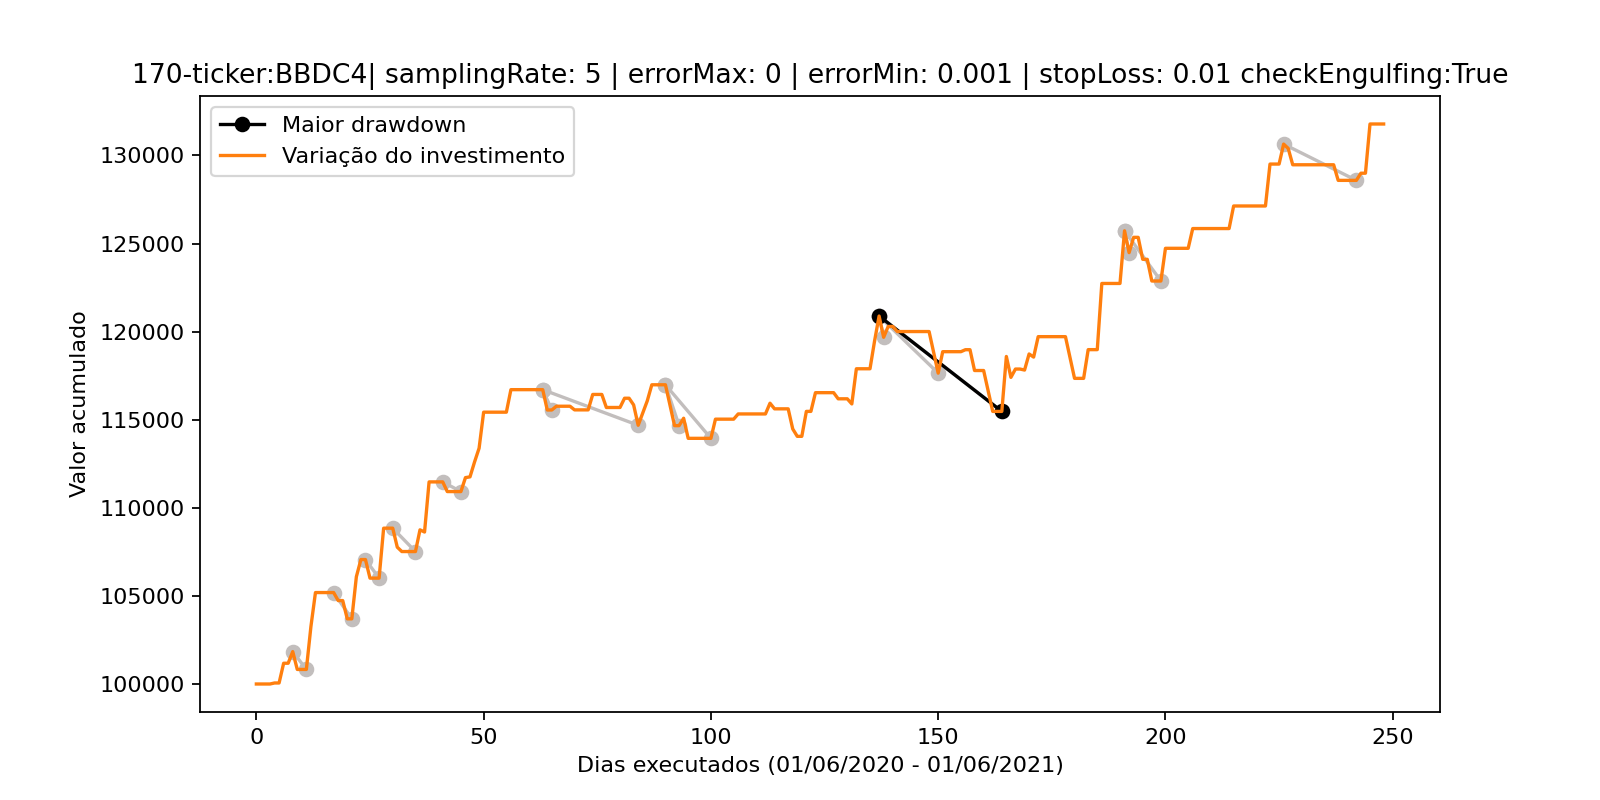 170-ticker:BBDC4| samplingRate: 5 | errorMax: 0 | errorMin: 0.001 | stopLoss: 0.01 checkEngulfing:True
Maior drawdown
Variação do investimento
130000
125000
120000
115000
110000
105000
100000
Valor acumulado
0 50 100 150 200 250
Dias executados (01/06/2020 - 01/06/2021)